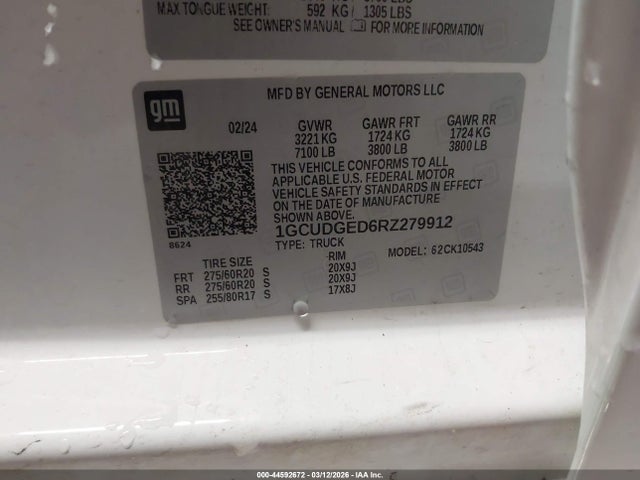 MAX TONGUE WEIGHT: 592 KG / 1305 LBS
SEE OWNER'S MANUAL FOR MORE INFORMATION
gm
MFD BY GENERAL MOTORS LLC
02/24 GVWR GAWR FRT GAWR RR
3221 KG 1724 KG 1724 KG
7100 LB 3800 LB 3800 LB
THIS VEHICLE CONFORMS TO ALL
APPLICABLE U.S. FEDERAL MOTOR
VEHICLE SAFETY STANDARDS IN EFFECT
ON THE DATE OF MANUFACTURE
SHOWN ABOVE.
8624
1GCUDGED6RZ279912
TYPE: TRUCK MODEL: 62CK10543
TIRE SIZE RIM
FRT 275/60R20 S 20X9J
RR 275/60R20 S 20X9J
SPA 255/80R17 S 17X8J
000-44592672 - 03/12/2026 - IAA Inc.